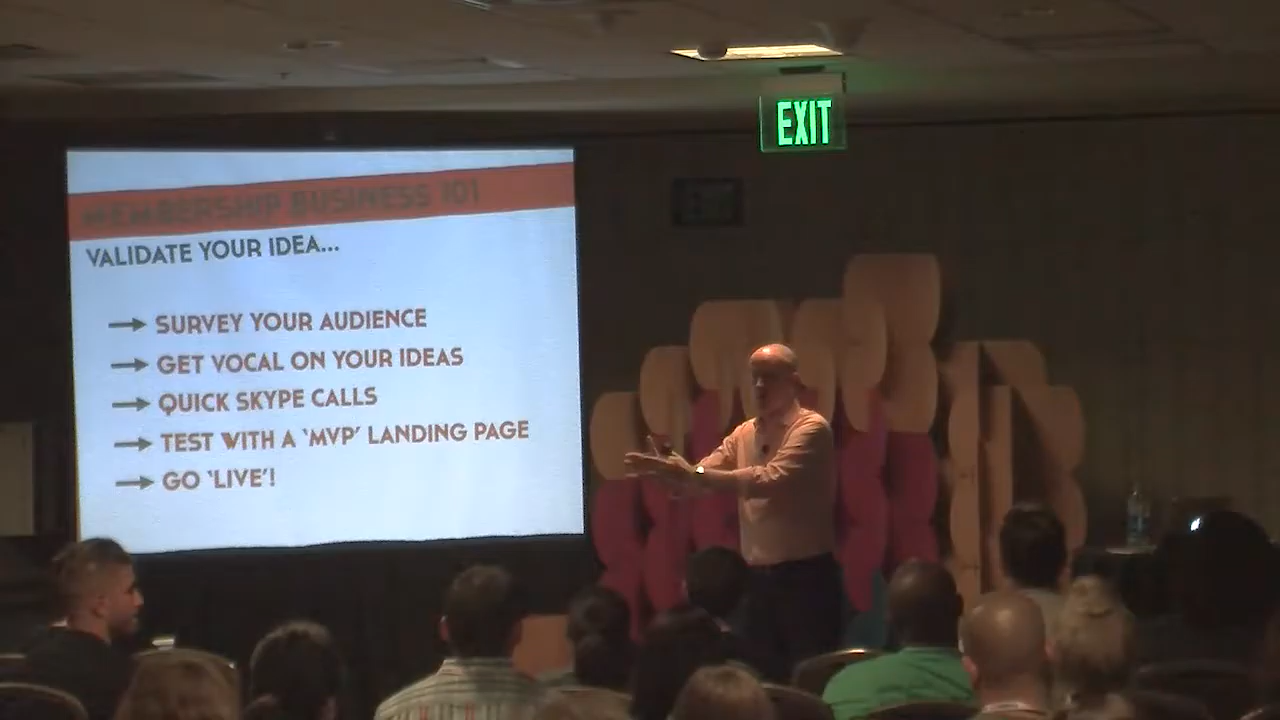 EXIT
MEMBERSHIP BUSINESS 101
VALIDATE YOUR IDEA...
→ SURVEY YOUR AUDIENCE
→ GET VOCAL ON YOUR IDEAS
→ QUICK SKYPE CALLS
→ TEST WITH A ‘MVP’ LANDING PAGE
→ GO ‘LIVE’!